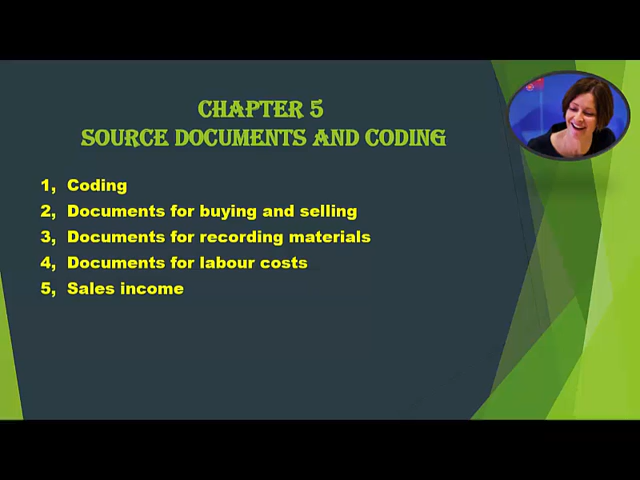 CHAPTER 5
SOURCE DOCUMENTS AND CODING
1, Coding
2, Documents for buying and selling
3, Documents for recording materials
4, Documents for labour costs
5, Sales income